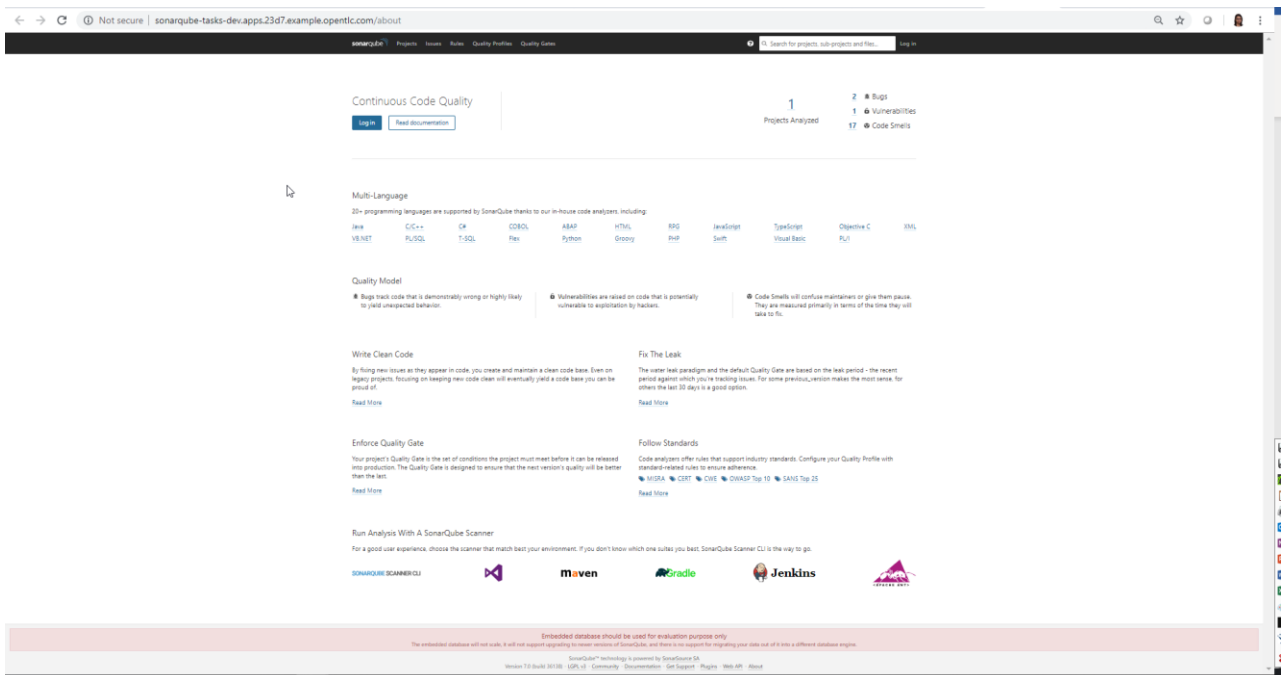 Not secure | sonarqube-tasks-dev.apps.23d7.example.opentlc.com/about
sonarqube Projects Issues Rules Quality Profiles Quality Gates Search for projects, sub-projects and files... Log in
Continuous Code Quality
Log in Read documentation
1
Projects Analyzed
2 Bugs
1 Vulnerabilities
17 Code Smells
Multi-Language
20+ programming languages are supported by SonarQube thanks to our in-house code analyzers, including:
Java C/C++ C# COBOL ABAP HTML RPG JavaScript TypeScript Objective C XML
VB.NET PL/SQL T-SQL Flex Python Groovy PHP Swift Visual Basic PL/I
Quality Model
Bugs track code that is demonstrably wrong or highly likely
to yield unexpected behavior.
Vulnerabilities are raised on code that is potentially
vulnerable to exploitation by hackers.
Code Smells will confuse maintainers or give them pause.
They are measured primarily in terms of the time they will
take to fix.
Write Clean Code
By fixing new issues as they appear in code, you create and maintain a clean code base. Even on
legacy projects, focusing on keeping new code clean will eventually yield a code base you can be
proud of.
Read More
Fix The Leak
The water leak paradigm and the default Quality Gate are based on the leak period - the recent
period against which you're tracking issues. For some previous_version makes the most sense, for
others the last 30 days is a good option.
Read More
Enforce Quality Gate
Your project's Quality Gate is the set of conditions the project must meet before it can be released
into production. The Quality Gate is designed to ensure that the next version's quality will be better
than the last.
Read More
Follow Standards
Code analyzers offer rules that support industry standards. Configure your Quality Profile with
standard-related rules to ensure adherence.
MISRA CERT CWE OWASP Top 10 SANS Top 25
Read More
Run Analysis With A SonarQube Scanner
For a good user experience, choose the scanner that match best your environment. If you don't know which one suites you best, SonarQube Scanner CLI is the way to go.
SONARQUBE SCANNER CLI maven Gradle Jenkins APACHE ANT
Embedded database should be used for evaluation purpose only
The embedded database will not scale, it will not support upgrading to newer versions of SonarQube, and there is no support for migrating your data out of it into a different database engine.
SonarQube™ technology is powered by SonarSource SA
Version 7.0 (build 36138) - LGPL v3 - Community - Documentation - Get Support - Plugins - Web API - About